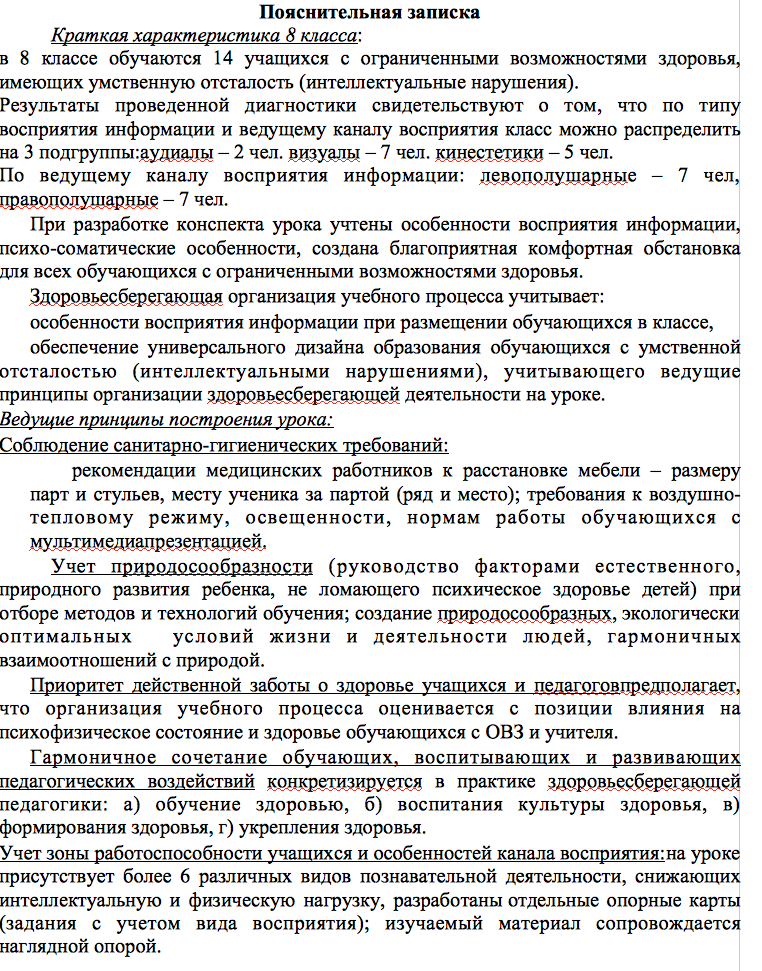 Пояснительная записка
Краткая характеристика 8 класса:
в 8 классе обучаются 14 учащихся с ограниченными возможностями здоровья,
имеющих умственную отсталость (интеллектуальные нарушения).
Результаты проведенной диагностики свидетельствуют о том, что по типу
восприятия информации и ведущему каналу восприятия класс можно распределить
на 3 подгруппы:аудиалы – 2 чел. визуалы – 7 чел. кинестетики – 5 чел.
По ведущему каналу восприятия информации: левополушарные – 7 чел,
правополушарные – 7 чел.
При разработке конспекта урока учтены особенности восприятия информации,
психо-соматические особенности, создана благоприятная комфортная обстановка
для всех обучающихся с ограниченными возможностями здоровья.
Здоровьесберегающая организация учебного процесса учитывает:
особенности восприятия информации при размещении обучающихся в классе,
обеспечение универсального дизайна образования обучающихся с умственной
отсталостью (интеллектуальными нарушениями), учитывающего ведущие
принципы организации здоровьесберегающей деятельности на уроке.
Ведущие принципы построения урока:
Соблюдение санитарно-гигиенических требований:
рекомендации медицинских работников к расстановке мебели – размеру
парт и стульев, месту ученика за партой (ряд и место); требования к воздушно-
тепловому режиму, освещенности, нормам работы обучающихся с
мультимедиапрезентацией.
Учет природосообразности (руководство факторами естественного,
природного развития ребенка, не ломающего психическое здоровье детей) при
отборе методов и технологий обучения; создание природосообразных, экологически
оптимальных условий жизни и деятельности людей, гармоничных
взаимоотношений с природой.
Приоритет действенной заботы о здоровье учащихся и педагоговпредполагает,
что организация учебного процесса оценивается с позиции влияния на
психофизическое состояние и здоровье обучающихся с ОВЗ и учителя.
Гармоничное сочетание обучающих, воспитывающих и развивающих
педагогических воздействий конкретизируется в практике здоровьесберегающей
педагогики: а) обучение здоровью, б) воспитания культуры здоровья, в)
формирования здоровья, г) укрепления здоровья.
Учет зоны работоспособности учащихся и особенностей канала восприятия:на уроке
присутствует более 6 различных видов познавательной деятельности, снижающих
интеллектуальную и физическую нагрузку, разработаны отдельные опорные карты
(задания с учетом вида восприятия); изучаемый материал сопровождается
наглядной опорой.